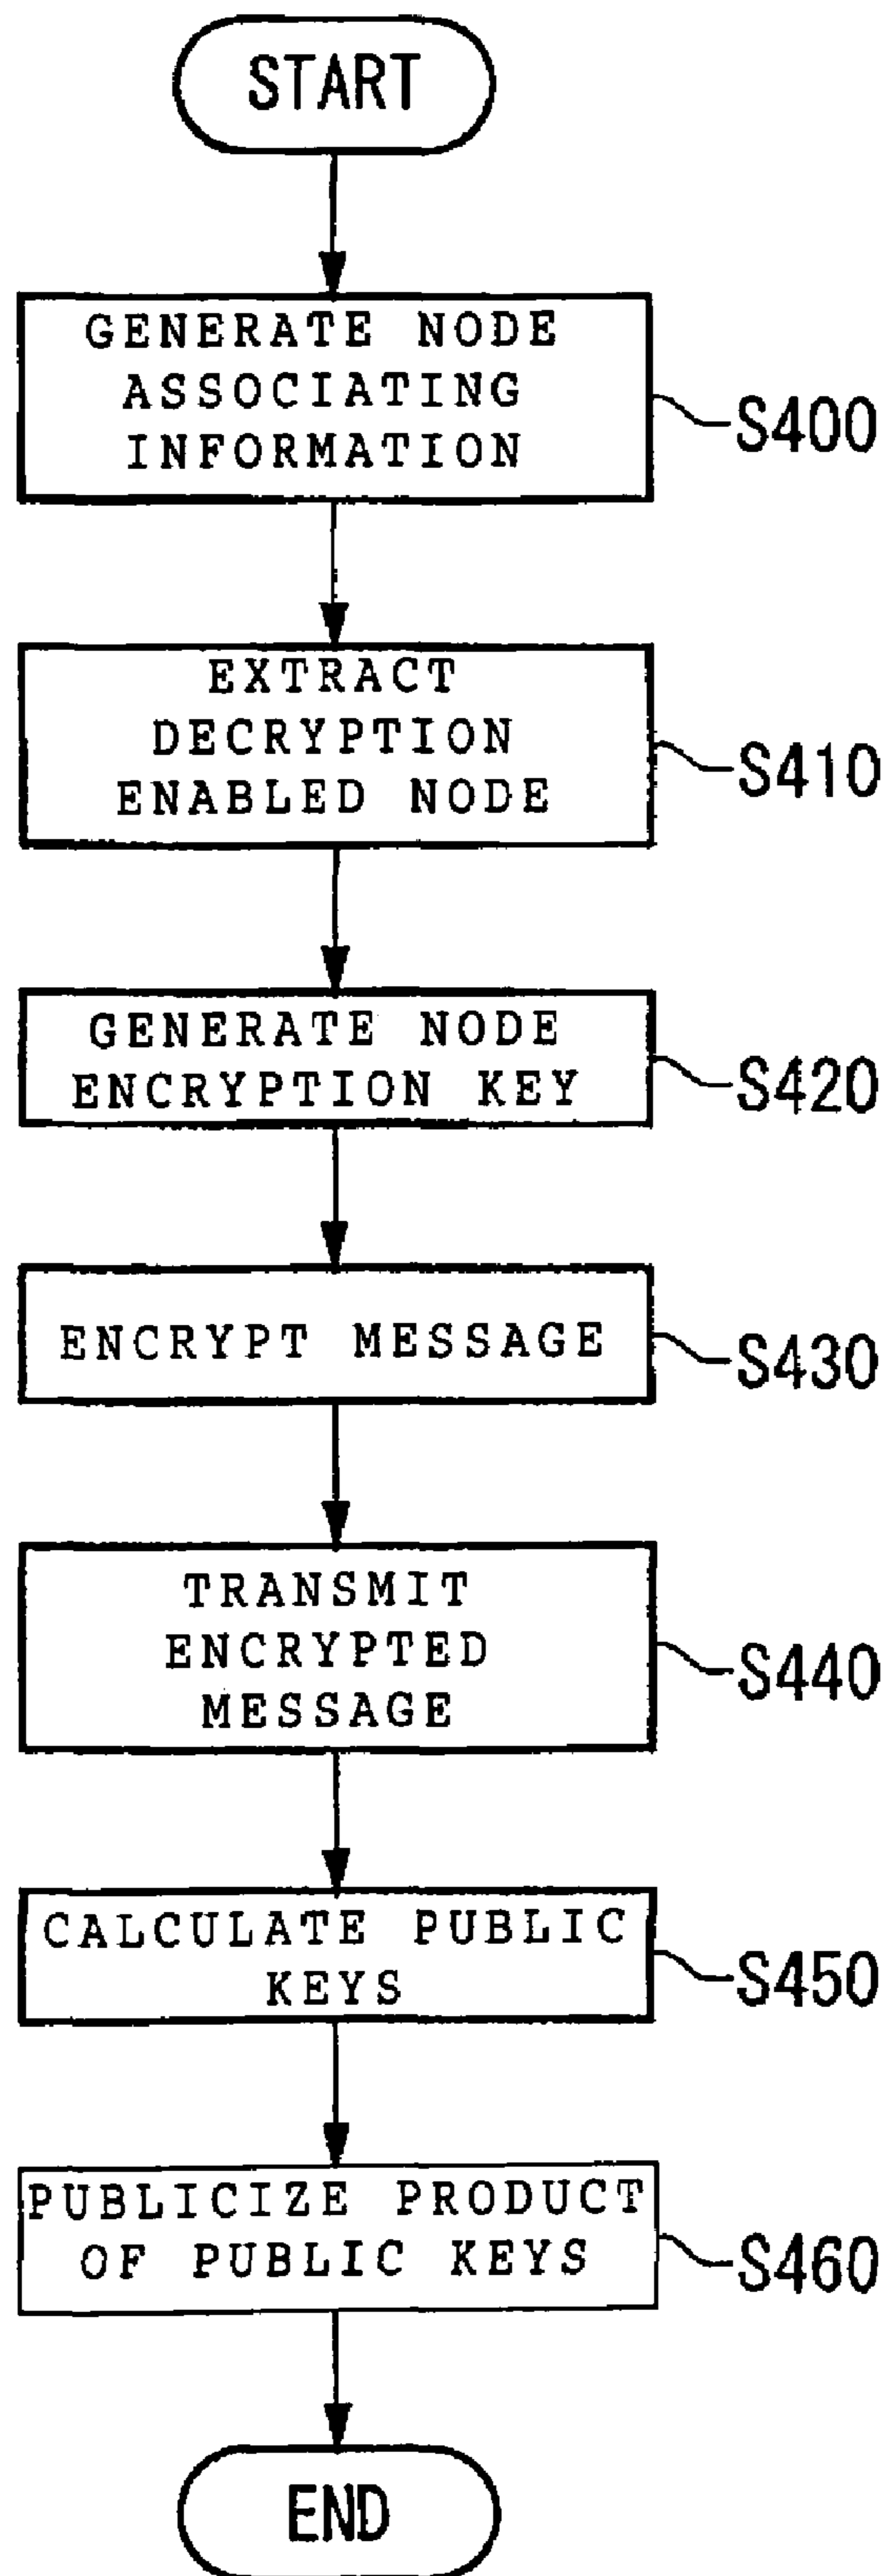 START
GENERATE NODE
ASSOCIATING
INFORMATION
S400
EXTRACT
DECRYPTION
ENABLED NODE
S410
GENERATE NODE
ENCRYPTION KEY
S420
ENCRYPT MESSAGE
S430
TRANSMIT
ENCRYPTED
MESSAGE
S440
CALCULATE PUBLIC
KEYS
S450
PUBLICIZE PRODUCT
OF PUBLIC KEYS
S460
END